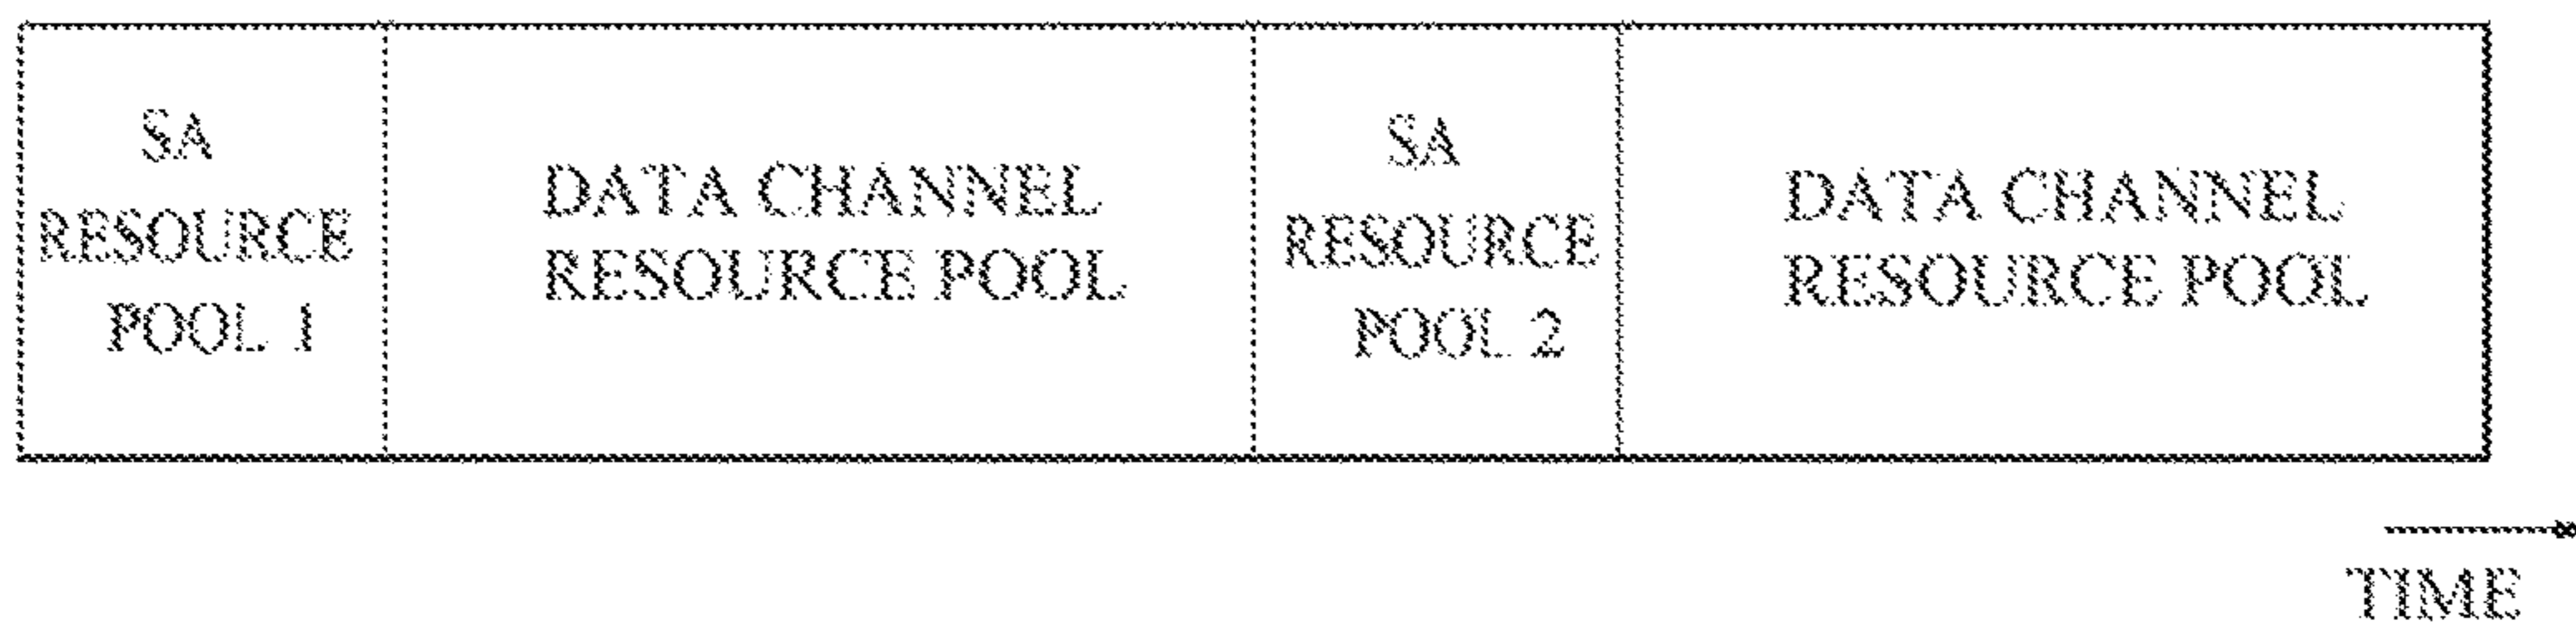 SA
RESOURCE
POOL 1
DATA CHANNEL
RESOURCE POOL
SA
RESOURCE
POOL 2
DATA CHANNEL
RESOURCE POOL
TIME